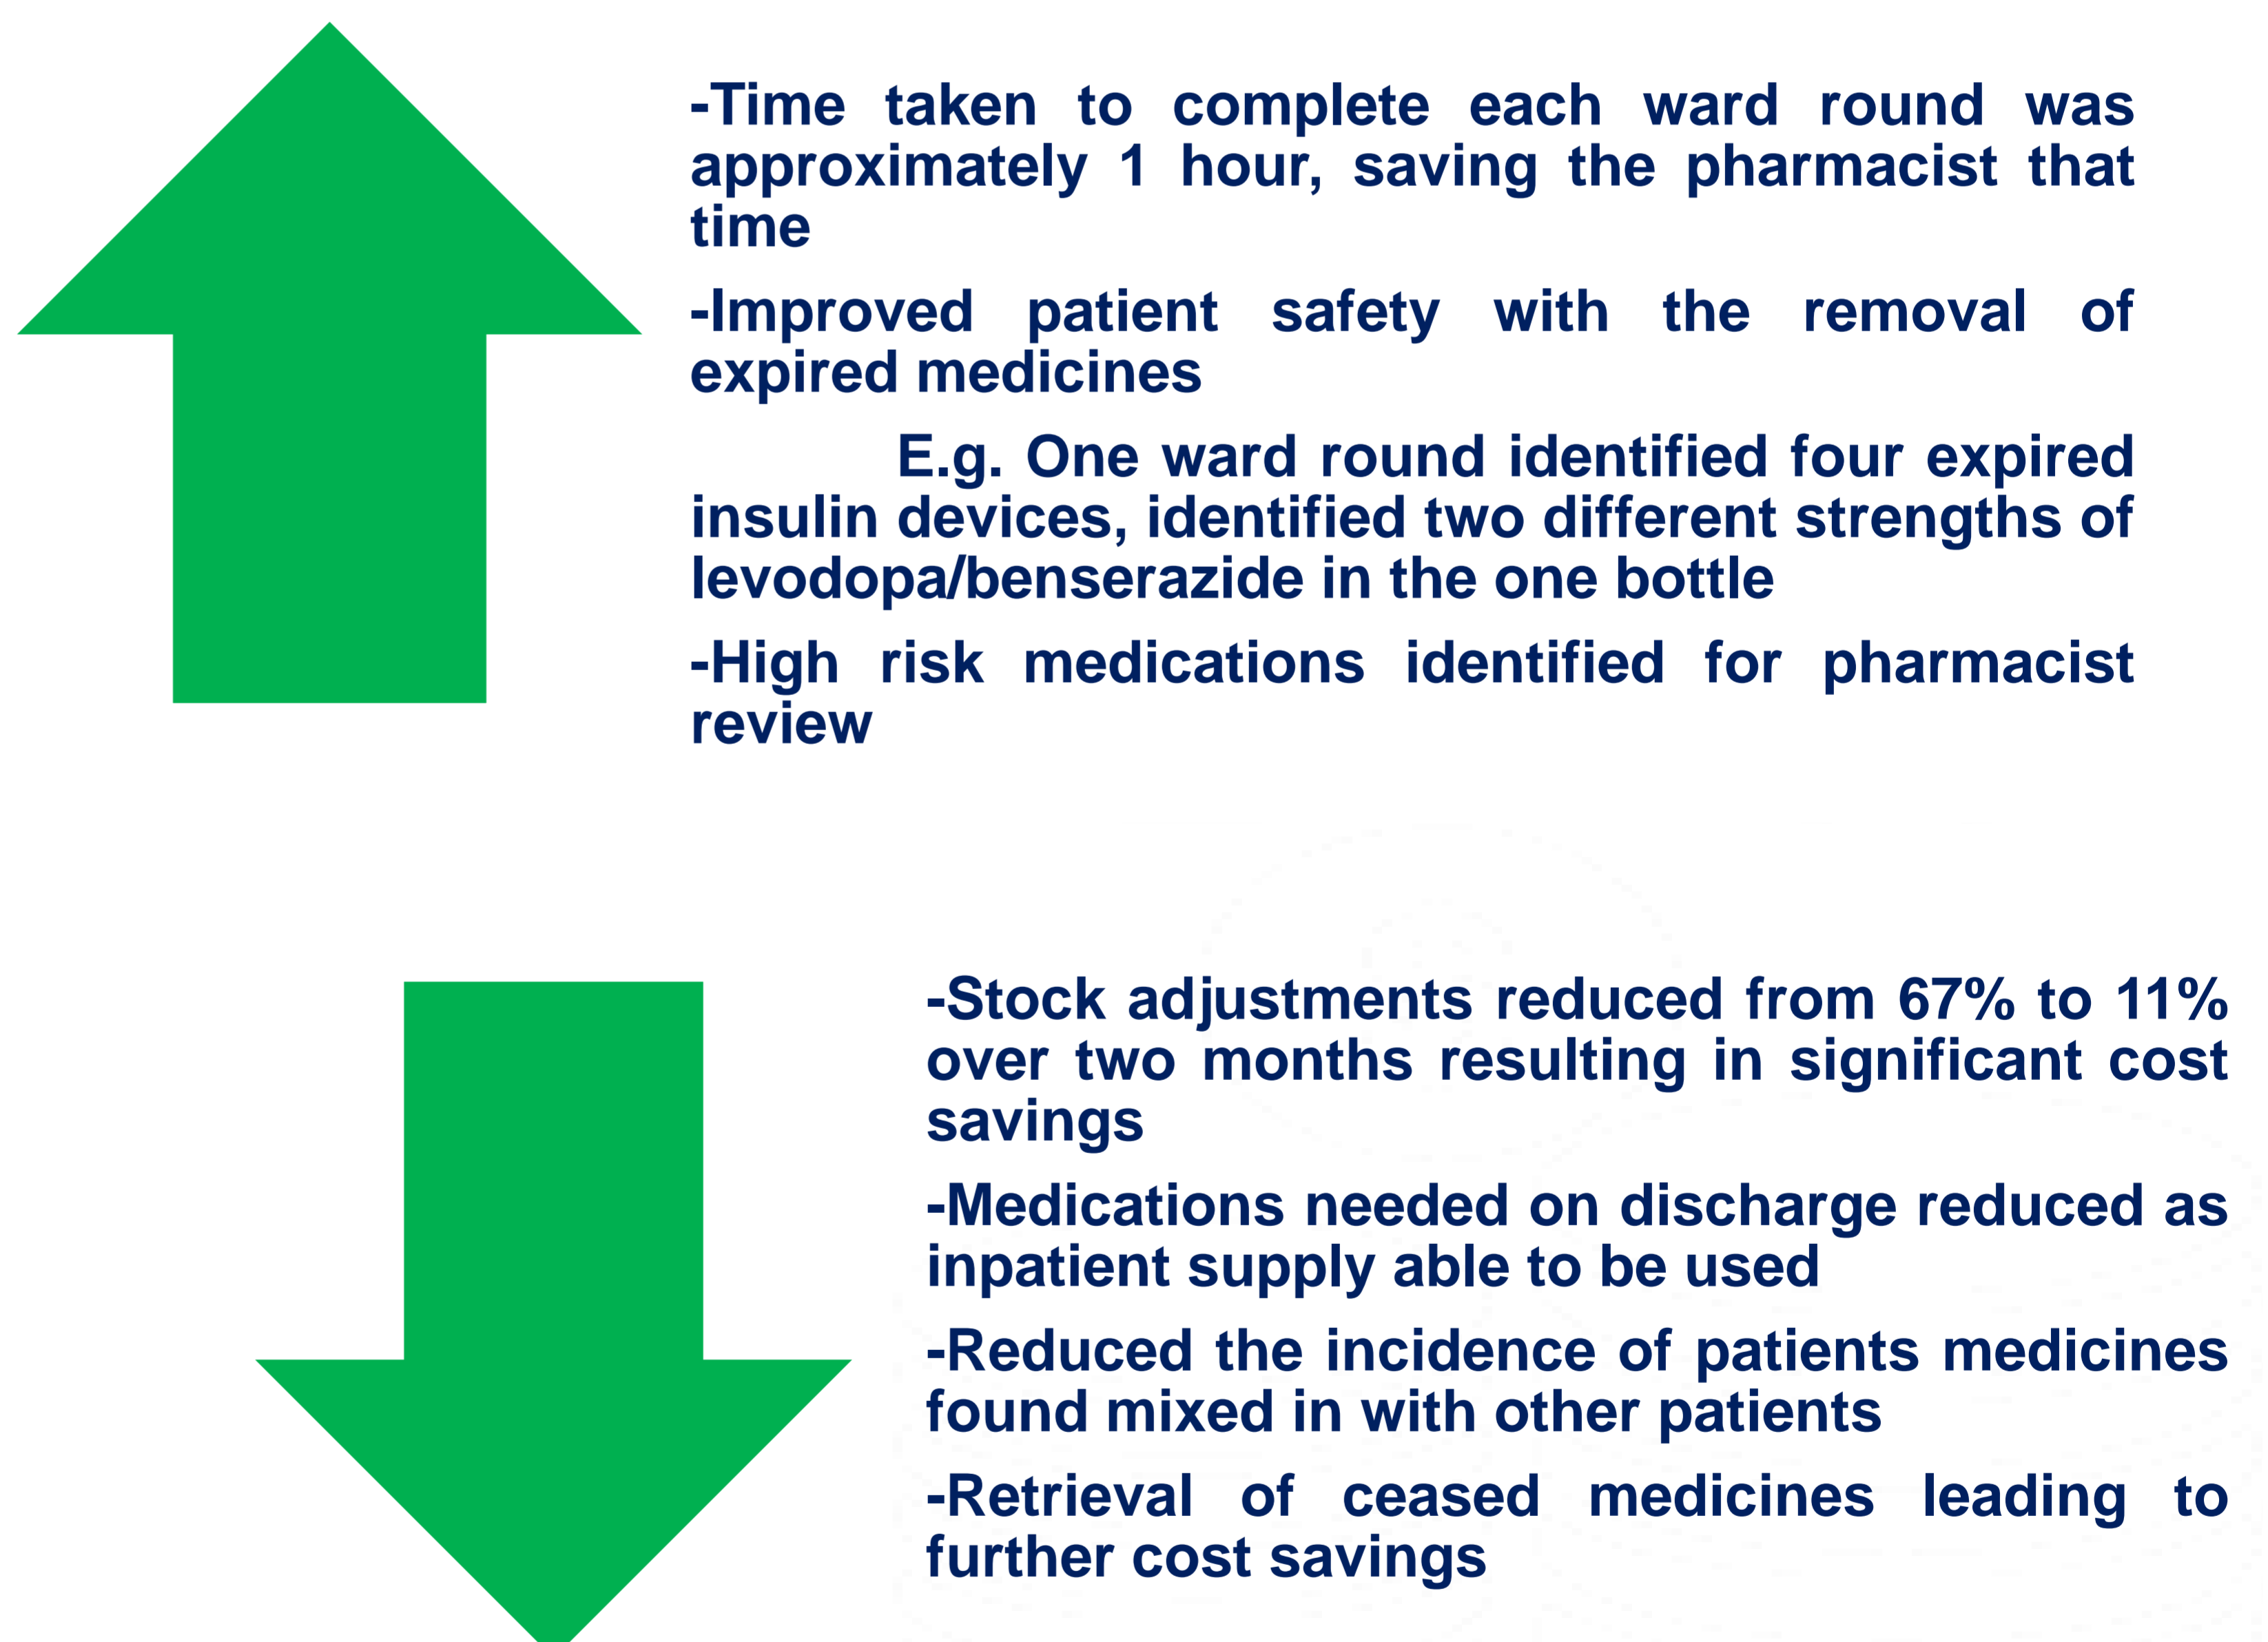 -Time taken to complete each ward round was
approximately 1 hour, saving the pharmacist that
time
-Improved patient safety with the removal of
expired medicines
E.g. One ward round identified four expired
insulin devices, identified two different strengths of
levodopa/benserazide in the one bottle
-High risk medications identified for pharmacist
review
-Stock adjustments reduced from 67% to 11%
over two months resulting in significant cost
savings
-Medications needed on discharge reduced as
inpatient supply able to be used
-Reduced the incidence of patients medicines
found mixed in with other patients
-Retrieval of ceased medicines leading to
further cost savings